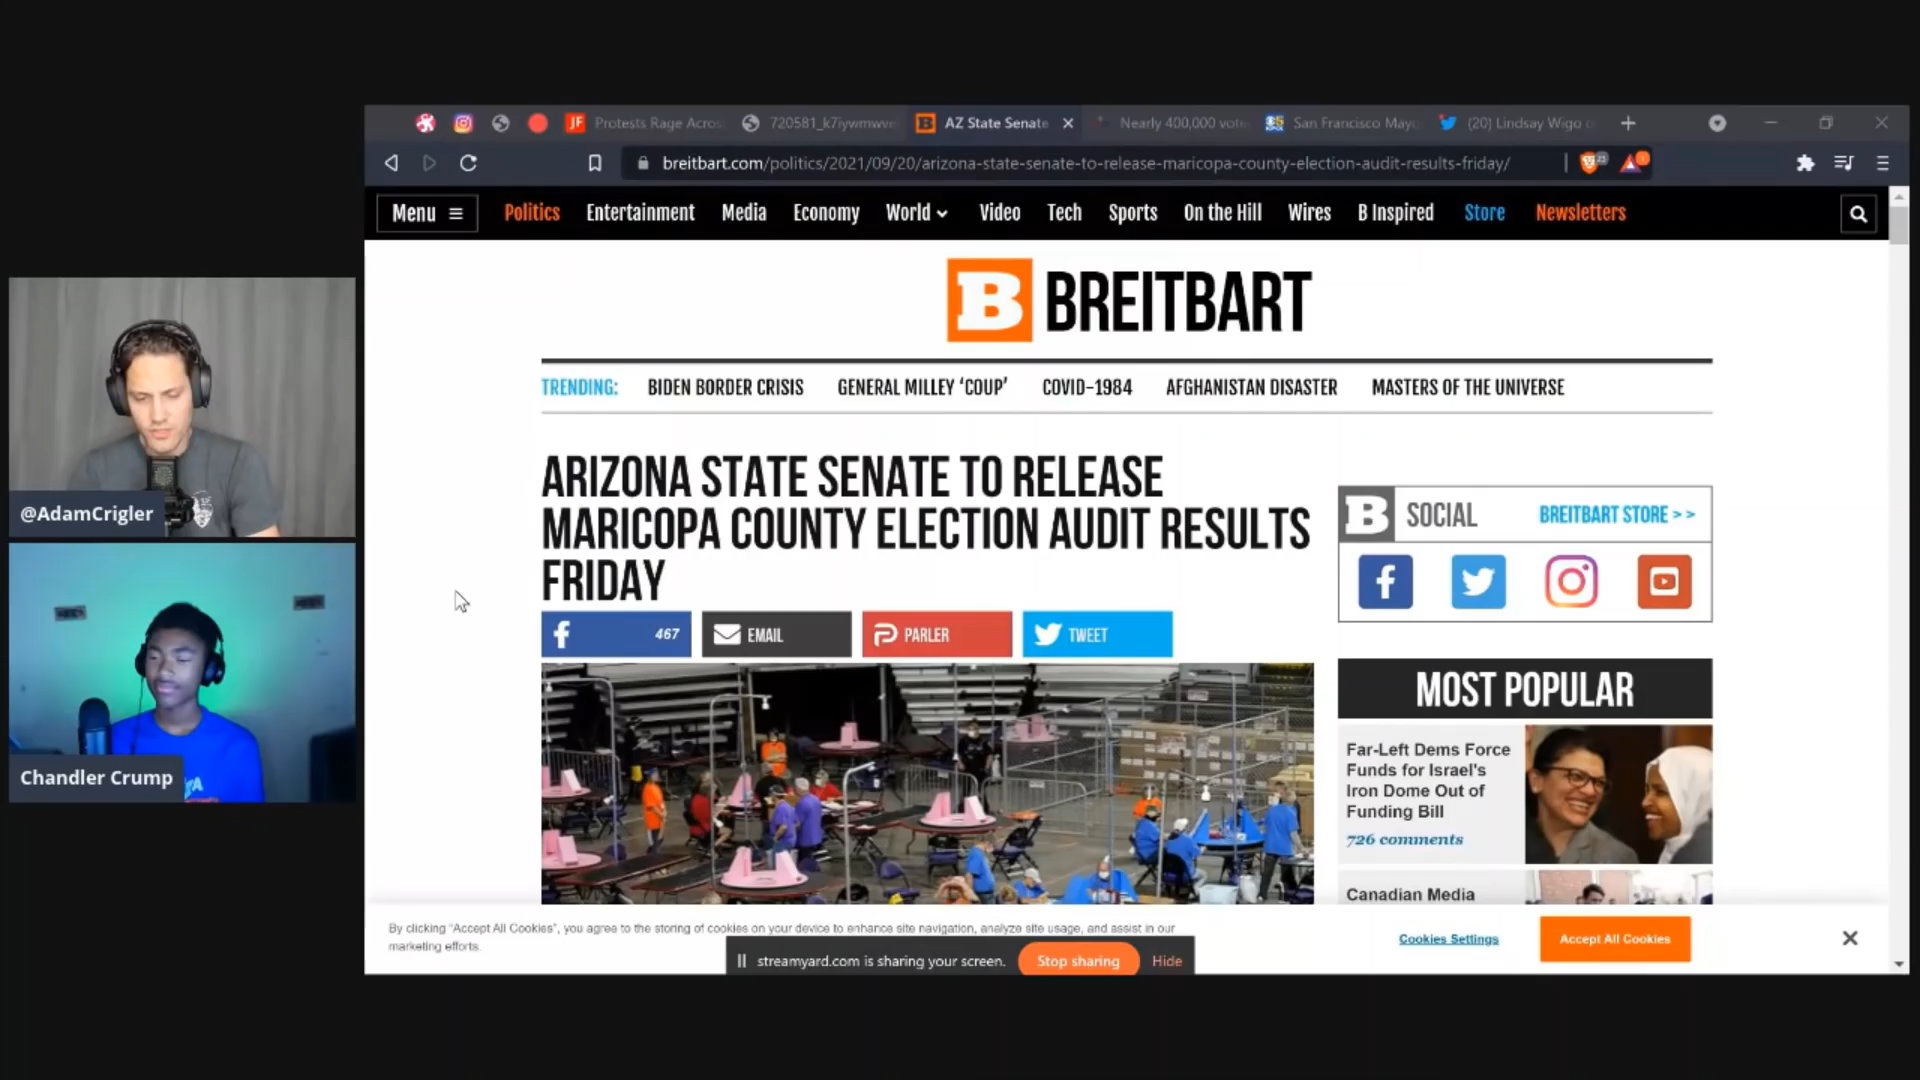 Protests Rage Acros
720581_k7iywmwve
AZ State Senate
Nearly 400,000 vote
San Francisco Mayo
(20) Lindsay Wigo o
breitbart.com/politics/2021/09/20/arizona-state-senate-to-release-maricopa-county-election-audit-results-friday/
Menu
Politics
Entertainment
Media
Economy
World
Video
Tech
Sports
On the Hill
Wires
B Inspired
Store
Newsletters
B BREITBART
TRENDING:
BIDEN BORDER CRISIS
GENERAL MILLEY ‘COUP’
COVID-1984
AFGHANISTAN DISASTER
MASTERS OF THE UNIVERSE
ARIZONA STATE SENATE TO RELEASE
MARICOPA COUNTY ELECTION AUDIT RESULTS
FRIDAY
467
EMAIL
PARLER
TWEET
B SOCIAL
BREITBART STORE > >
MOST POPULAR
Far-Left Dems Force
Funds for Israel's
Iron Dome Out of
Funding Bill
726 comments
Canadian Media
By clicking “Accept All Cookies”, you agree to the storing of cookies on your device to enhance site navigation, analyze site usage, and assist in our
marketing efforts.
Cookies Settings
Accept All Cookies
streamyard.com is sharing your screen.
Stop sharing
Hide
@AdamCrigler
Chandler Crump